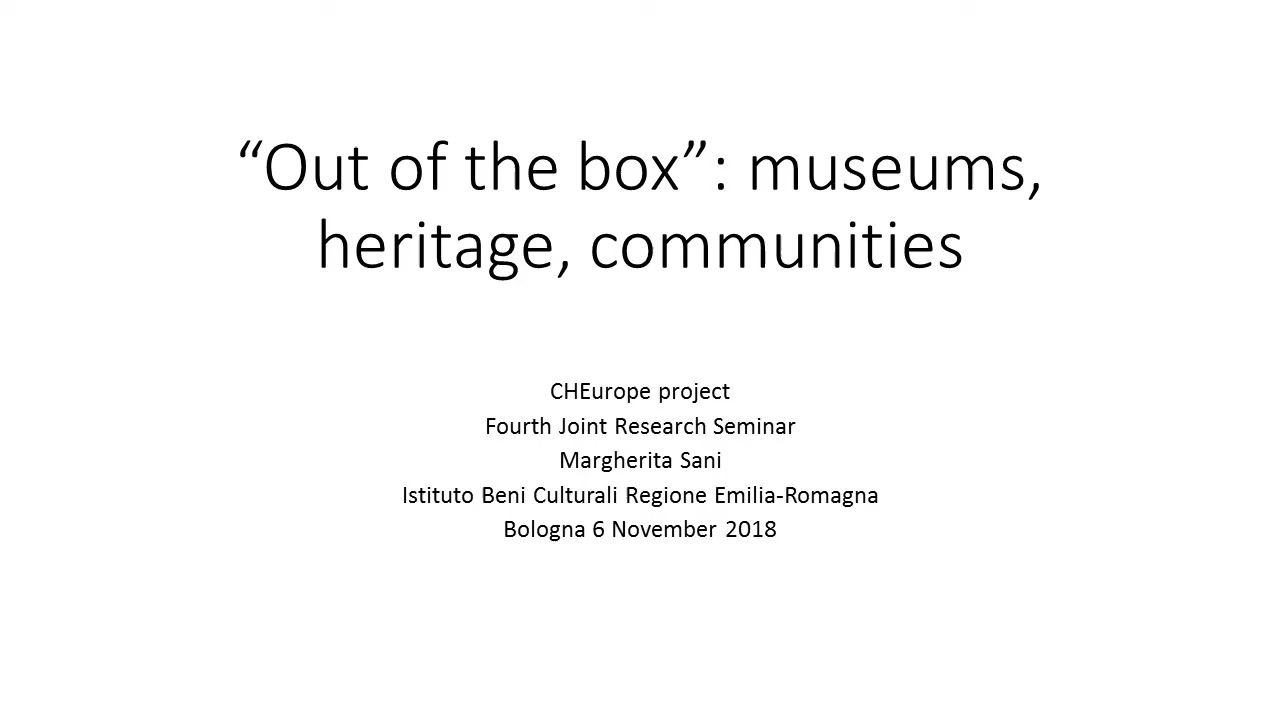 “Out of the box”: museums,
heritage, communities
CHEurope project
Fourth Joint Research Seminar
Margherita Sani
Istituto Beni Culturali Regione Emilia-Romagna
Bologna 6 November 2018